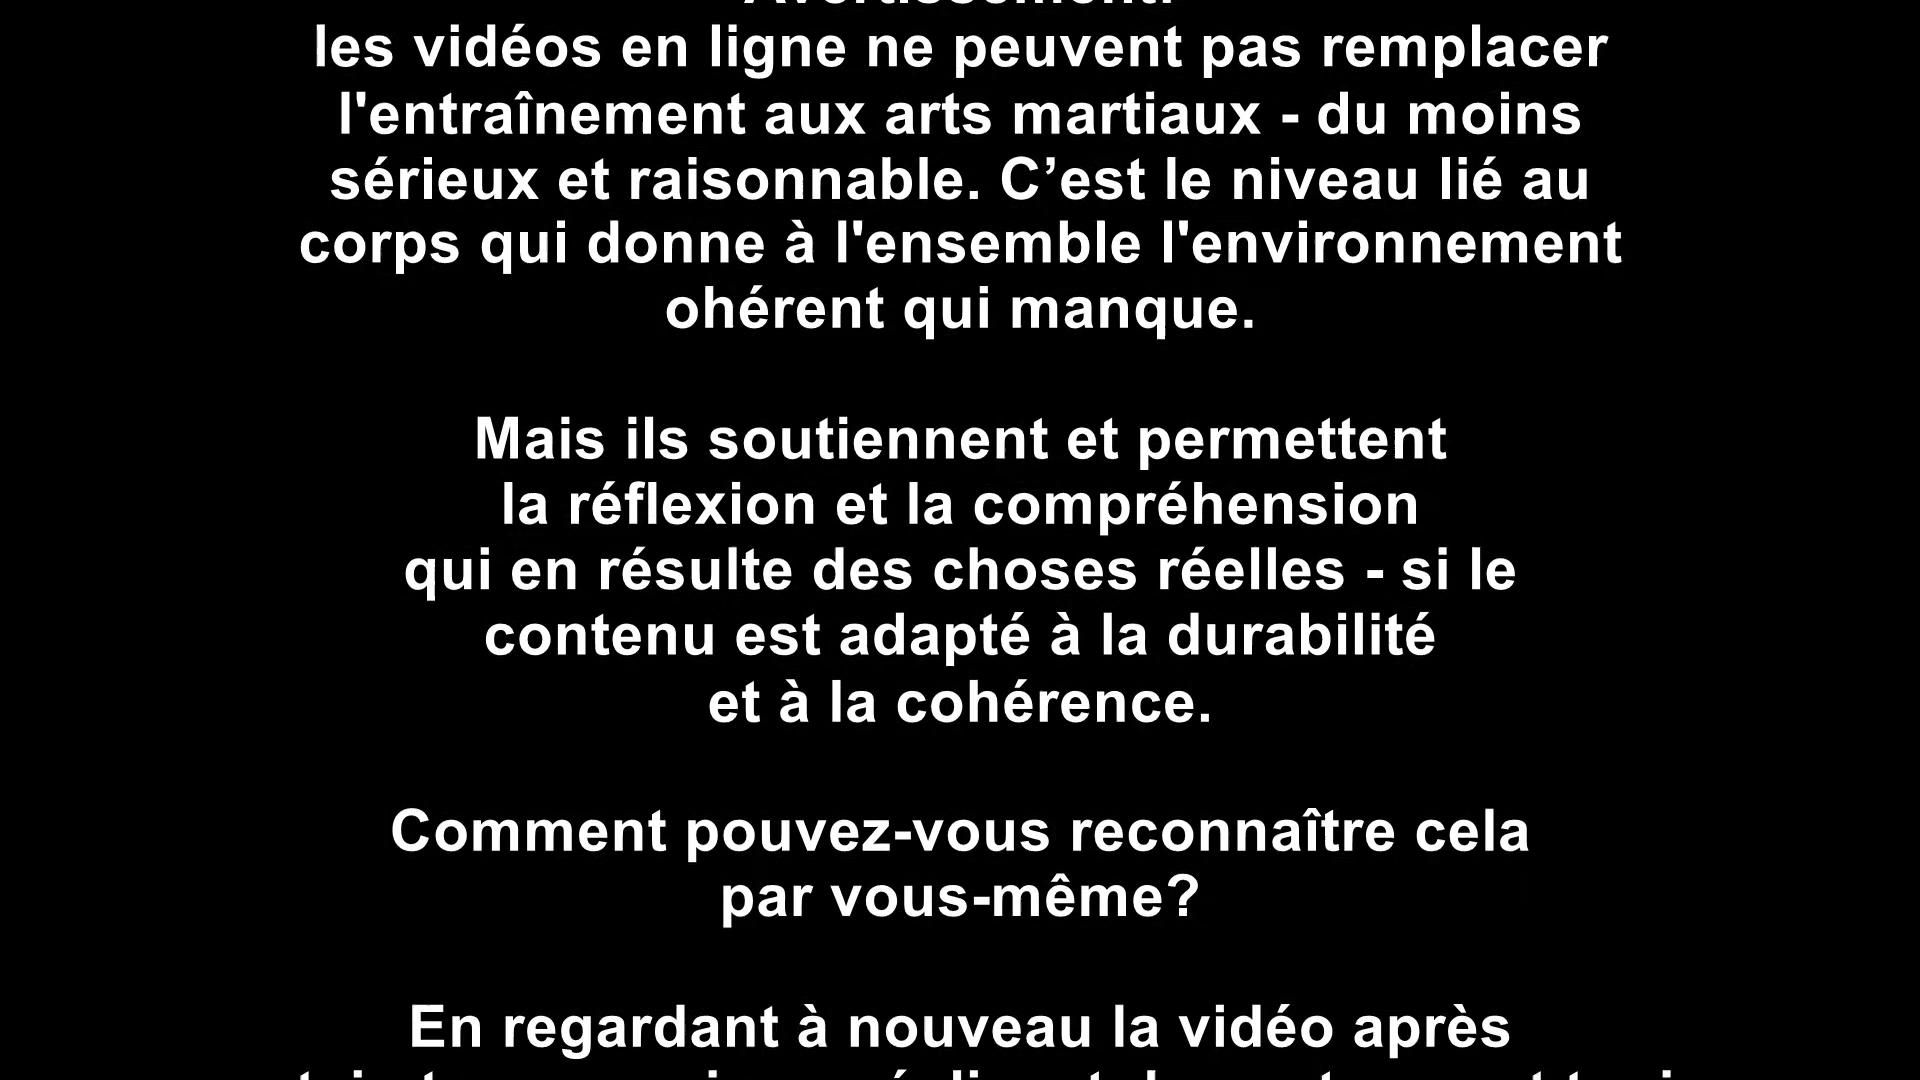 Avertissement:
les vidéos en ligne ne peuvent pas remplacer
l'entraînement aux arts martiaux - du moins
sérieux et raisonnable. C’est le niveau lié au
corps qui donne à l'ensemble l'environnement
ohérent qui manque.
Mais ils soutiennent et permettent
la réflexion et la compréhension
qui en résulte des choses réelles - si le
contenu est adapté à la durabilité
et à la cohérence.
Comment pouvez-vous reconnaître cela
par vous-même?
En regardant à nouveau la vidéo après